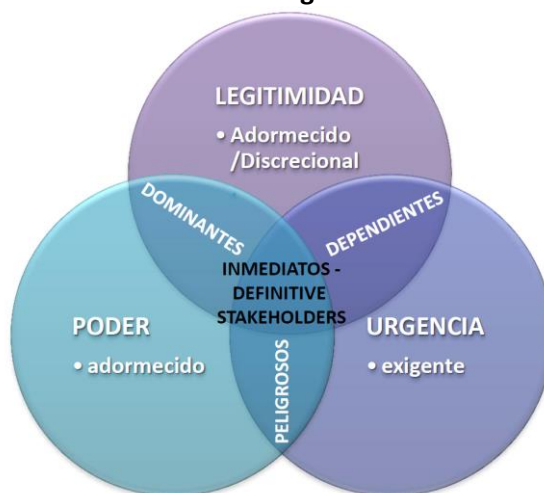 LEGITIMIDAD
• Adormecido
/Discrecional
DOMINANTES
DEPENDIENTES
INMEDIATOS -
DEFINITIVE
STAKEHOLDERS
PODER
• adormecido
URGENCIA
• exigente
PELIGROSOS